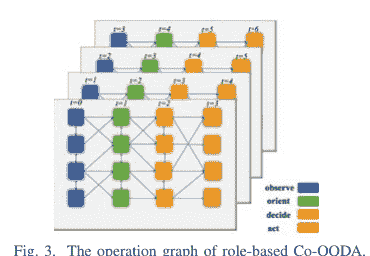 t=3 t=4 t=5 t=6
t=2 t=3 t=4 t=5
t=1 t=2 t=3 t=4
t=0 t=1 t=2 t=3
observe
orient
decide
act
Fig. 3. The operation graph of role-based Co-OODA.